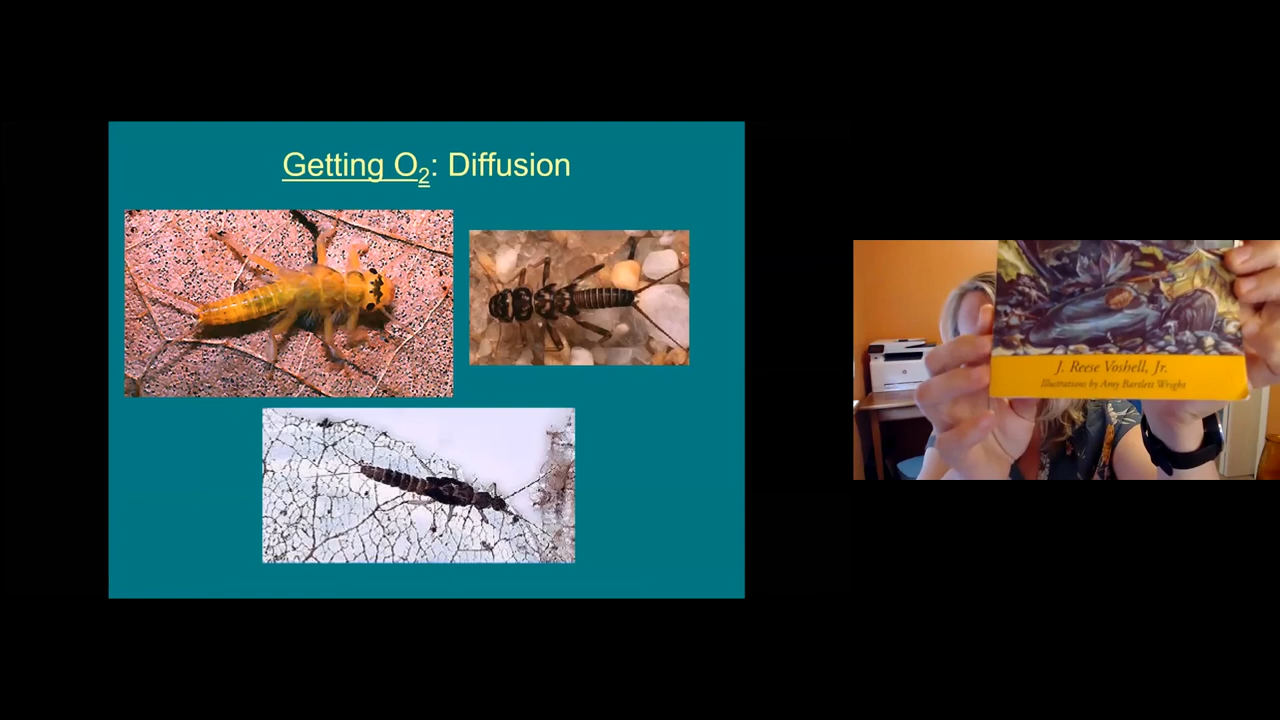 Getting O₂: Diffusion
J. Reese Voshell, Jr.
Illustrations by Amy Bartlett Wright